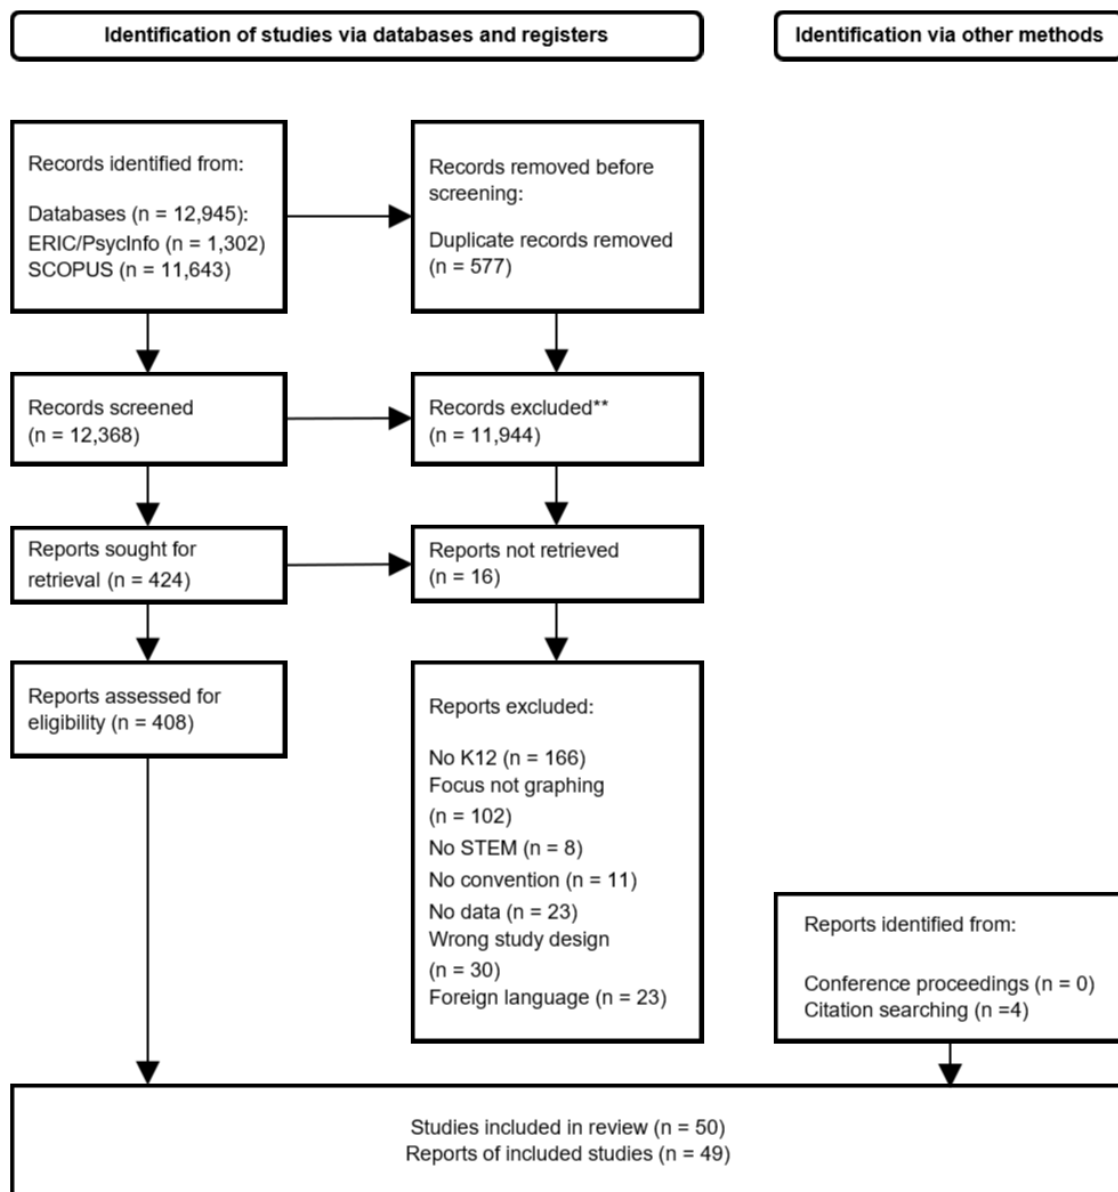 Identification of studies via databases and registers
Identification via other methods
Records identified from:
Databases (n = 12,945):
ERIC/PsycInfo (n = 1,302)
SCOPUS (n = 11,643)
Records removed before
screening:
Duplicate records removed
(n = 577)
Records screened
(n = 12,368)
Records excluded**
(n = 11,944)
Reports sought for
retrieval (n = 424)
Reports not retrieved
(n = 16)
Reports assessed for
eligibility (n = 408)
Reports excluded:
No K12 (n = 166)
Focus not graphing
(n = 102)
No STEM (n = 8)
No convention (n = 11)
No data (n = 23)
Wrong study design
(n = 30)
Foreign language (n = 23)
Reports identified from:
Conference proceedings (n = 0)
Citation searching (n =4)
Studies included in review (n = 50)
Reports of included studies (n = 49)